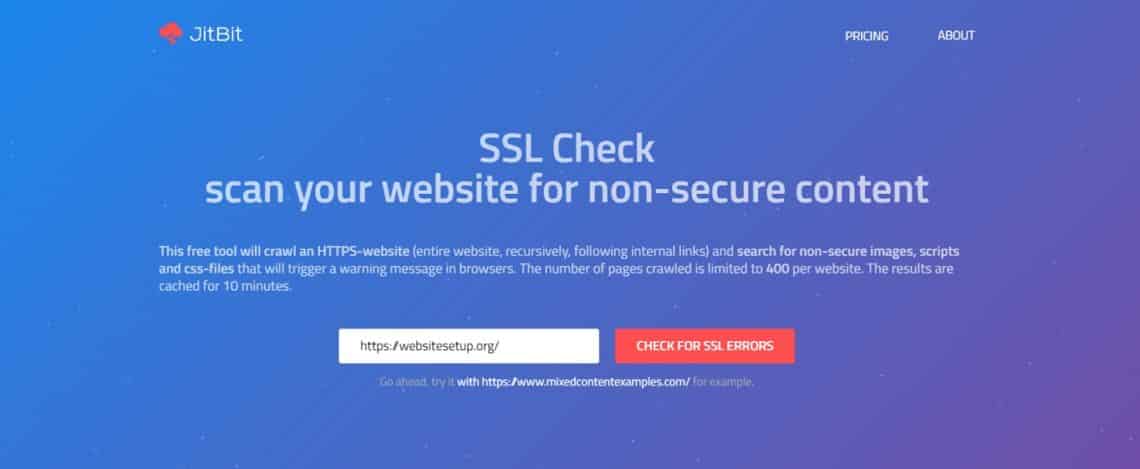 JitBit
PRICING
ABOUT
SSL Check
scan your website for non-secure content
This free tool will crawl an HTTPS-website (entire website, recursively, following internal links) and search for non-secure images, scripts
and css-files that will trigger a warning message in browsers. The number of pages crawled is limited to 400 per website. The results are
cached for 10 minutes.
https://websitesetup.org/
CHECK FOR SSL ERRORS
Go ahead, try it with https://www.mixedcontentexamples.com/ for example.